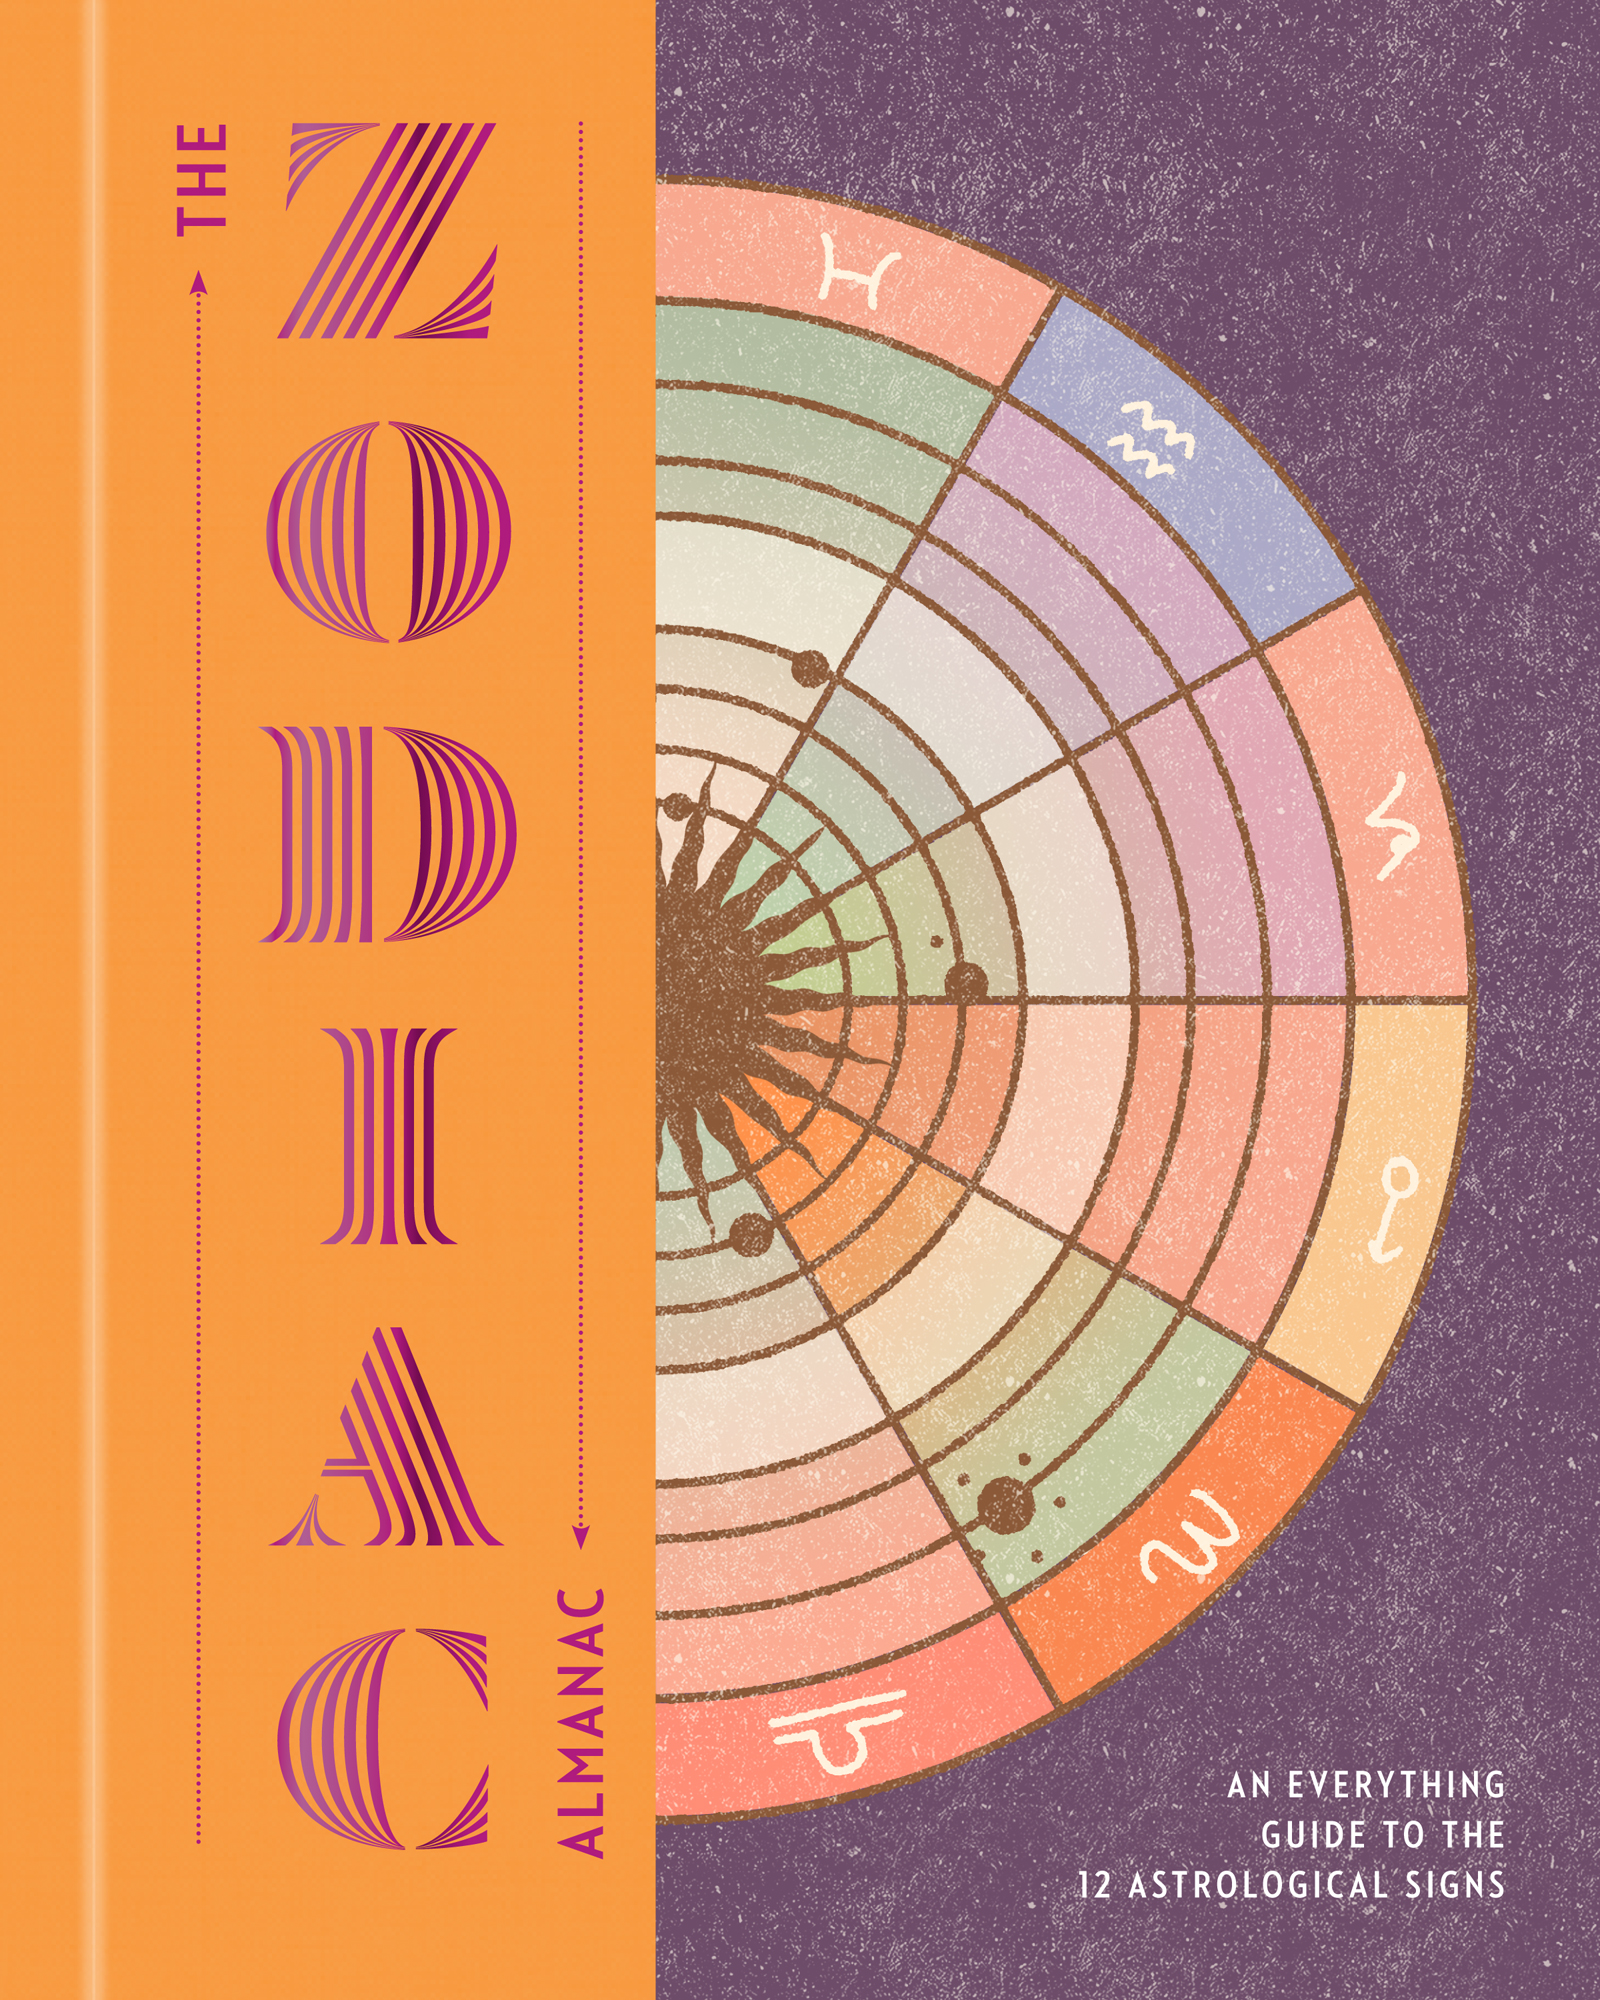 THE
ZODIAC
ALMANAC
AN EVERYTHING
GUIDE TO THE
12 ASTROLOGICAL SIGNS